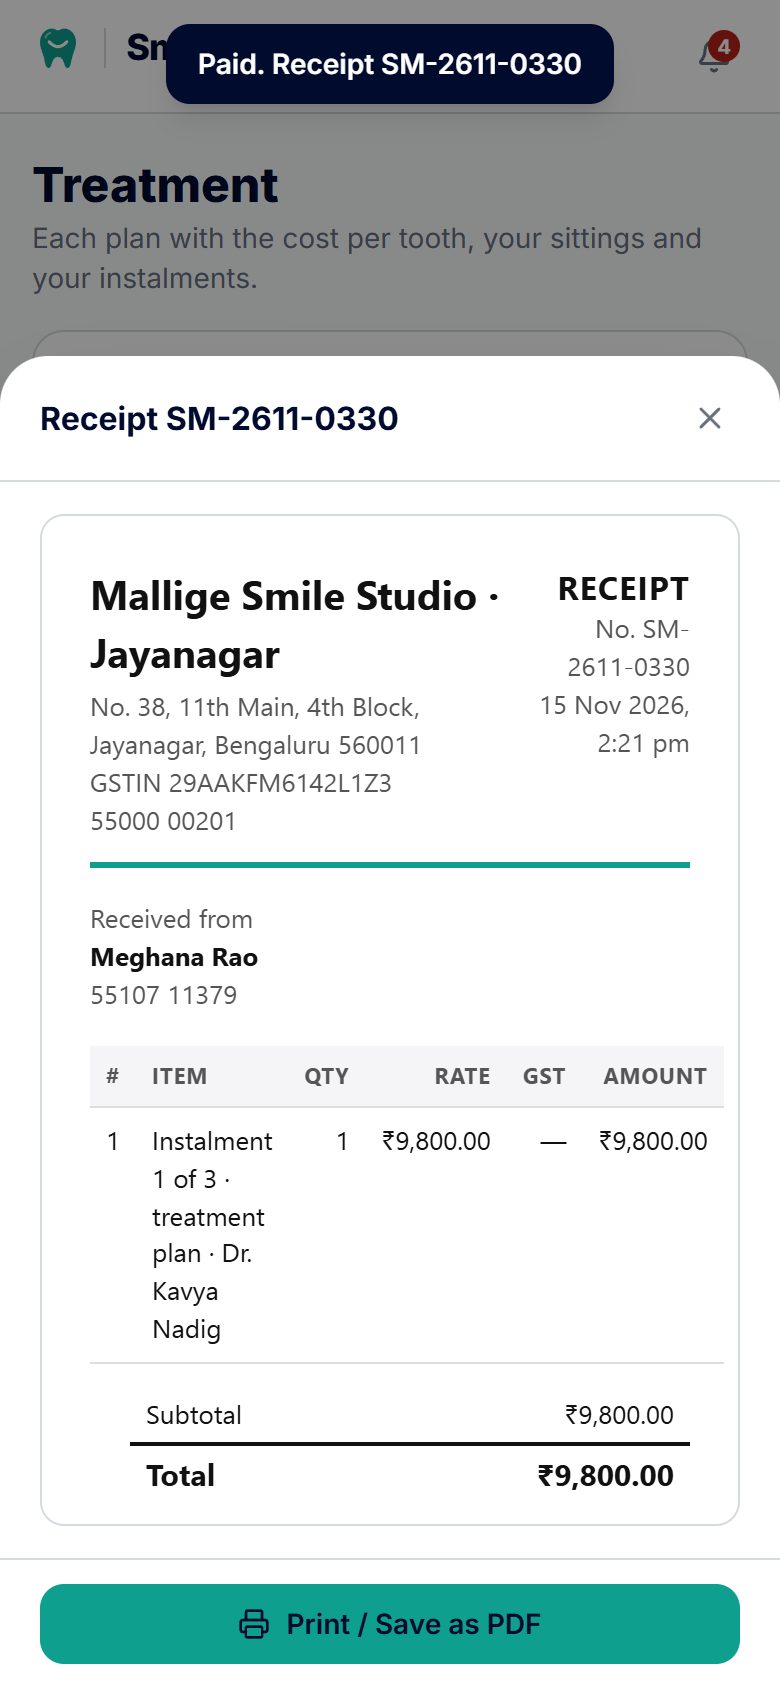 Sm
Paid. Receipt SM-2611-0330
4
Treatment
Each plan with the cost per tooth, your sittings and
your instalments.
Receipt SM-2611-0330
Mallige Smile Studio ·
Jayanagar
No. 38, 11th Main, 4th Block,
Jayanagar, Bengaluru 560011
GSTIN 29AAKFM6142L1Z3
55000 00201
RECEIPT
No. SM-
2611-0330
15 Nov 2026,
2:21 pm
Received from
Meghana Rao
55107 11379
# ITEM QTY RATE GST AMOUNT
1 Instalment 1 ₹9,800.00 — ₹9,800.00
1 of 3 ·
treatment
plan · Dr.
Kavya
Nadig
Subtotal ₹9,800.00
Total ₹9,800.00
Print / Save as PDF